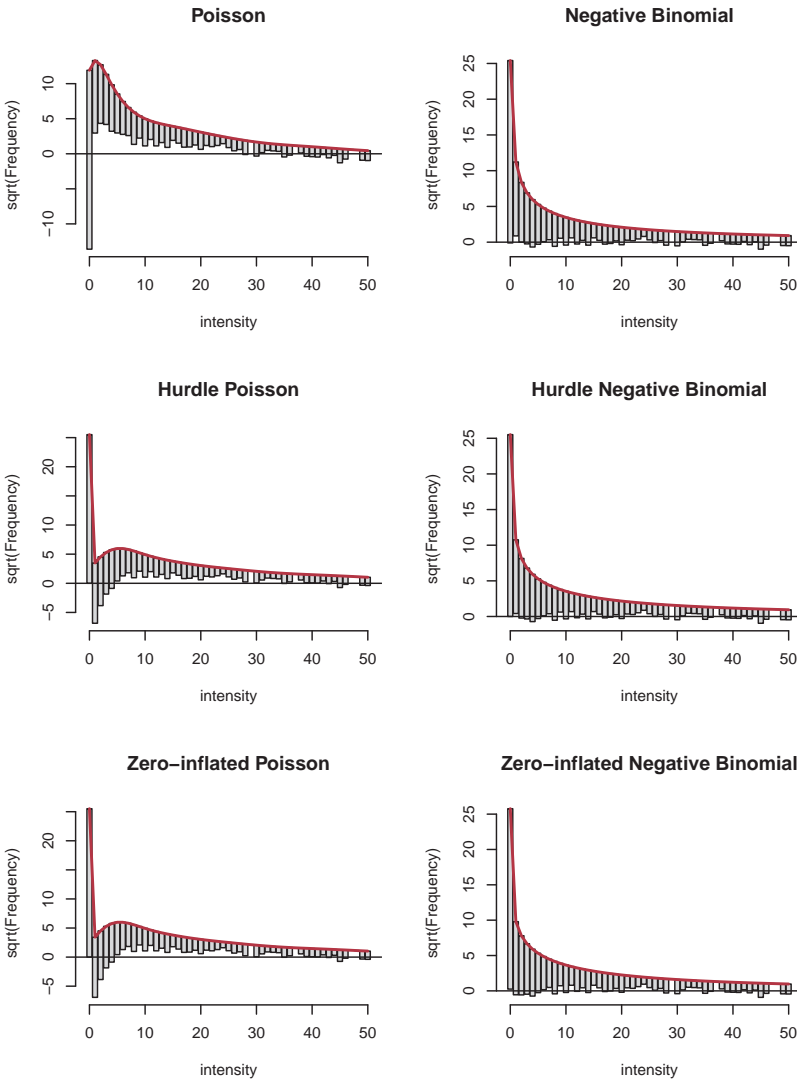 Poisson
sqrt(Frequency)
10
5
0
−10
0 10 20 30 40 50
intensity
Negative Binomial
sqrt(Frequency)
25
20
15
10
5
0
0 10 20 30 40 50
intensity
Hurdle Poisson
sqrt(Frequency)
20
10
5
0
−5
0 10 20 30 40 50
intensity
Hurdle Negative Binomial
sqrt(Frequency)
25
20
15
10
5
0
0 10 20 30 40 50
intensity
Zero−inflated Poisson
sqrt(Frequency)
20
10
5
0
−5
0 10 20 30 40 50
intensity
Zero−inflated Negative Binomial
sqrt(Frequency)
25
20
15
10
5
0
0 10 20 30 40 50
intensity